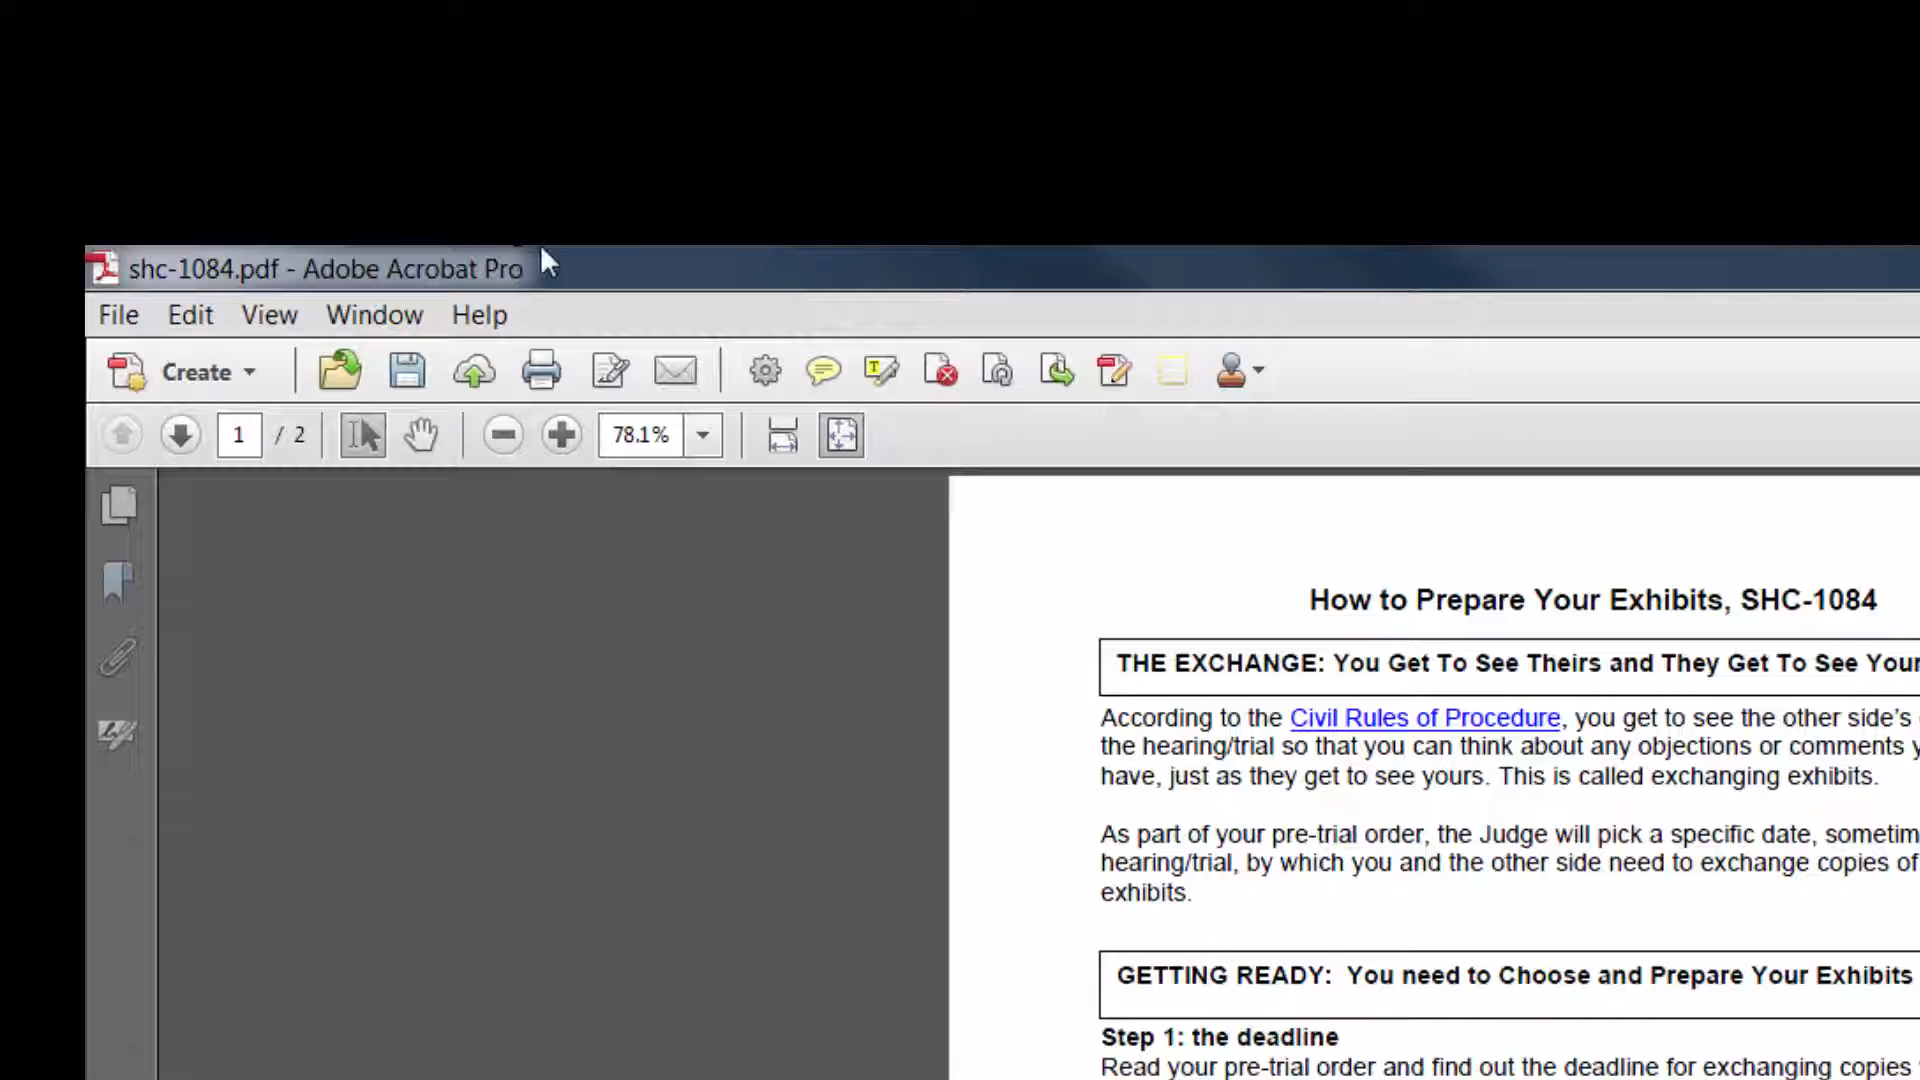 shc-1084.pdf - Adobe Acrobat Pro
File Edit View Window Help
Create
1 / 2 78.1%
How to Prepare Your Exhibits, SHC-1084
THE EXCHANGE: You Get To See Theirs and They Get To See
According to the Civil Rules of Procedure, you get to see the other side’s
the hearing/trial so that you can think about any objections or comments
have, just as they get to see yours. This is called exchanging exhibits.
As part of your pre-trial order, the Judge will pick a specific date,
hearing/trial, by which you and the other side need to exchange copies of
exhibits.
GETTING READY: You need to Choose and Prepare Your Exhibits
Step 1: the deadline
Read your pre-trial order and find out the deadline for exchanging copies